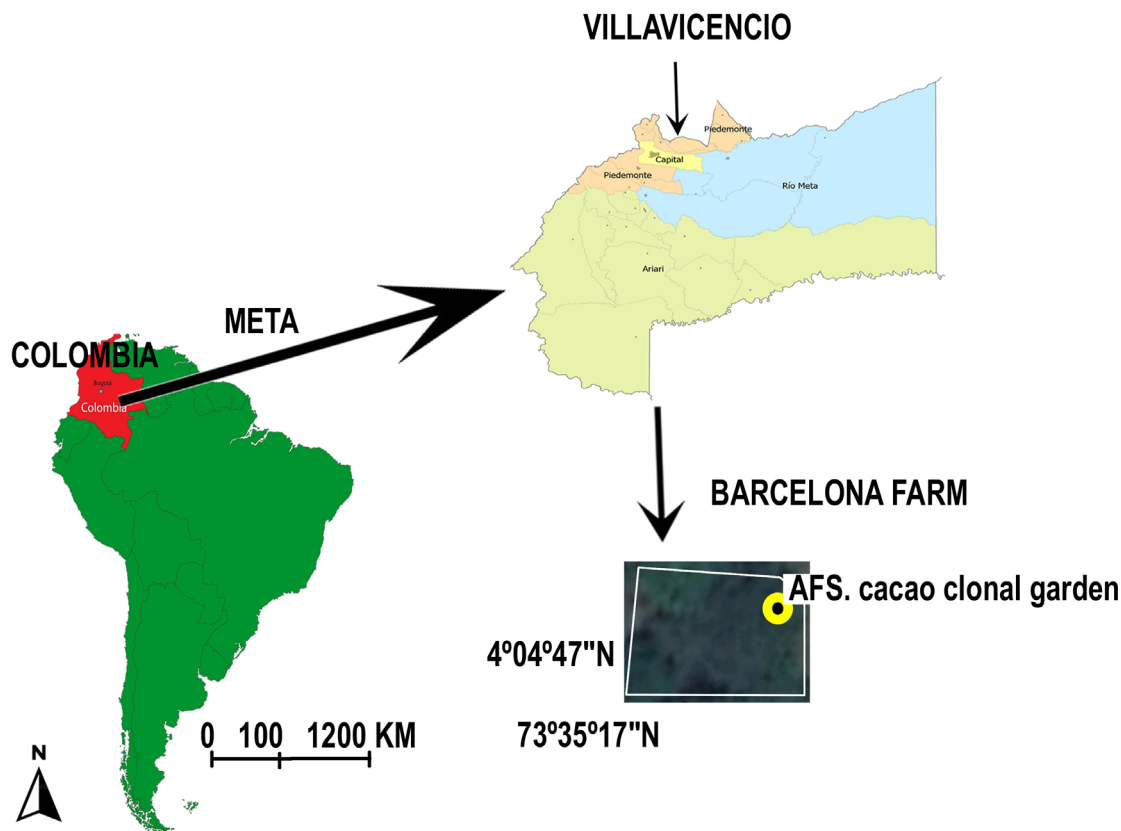 VILLAVICENCIO
Piedemonte
Capital
Piedemonte
Río Meta
Ariari
META
COLOMBIA
Bogotá
Colombia
BARCELONA FARM
AFS. cacao clonal garden
4º04º47"N
73º35º17"N
0 100 1200 KM
N